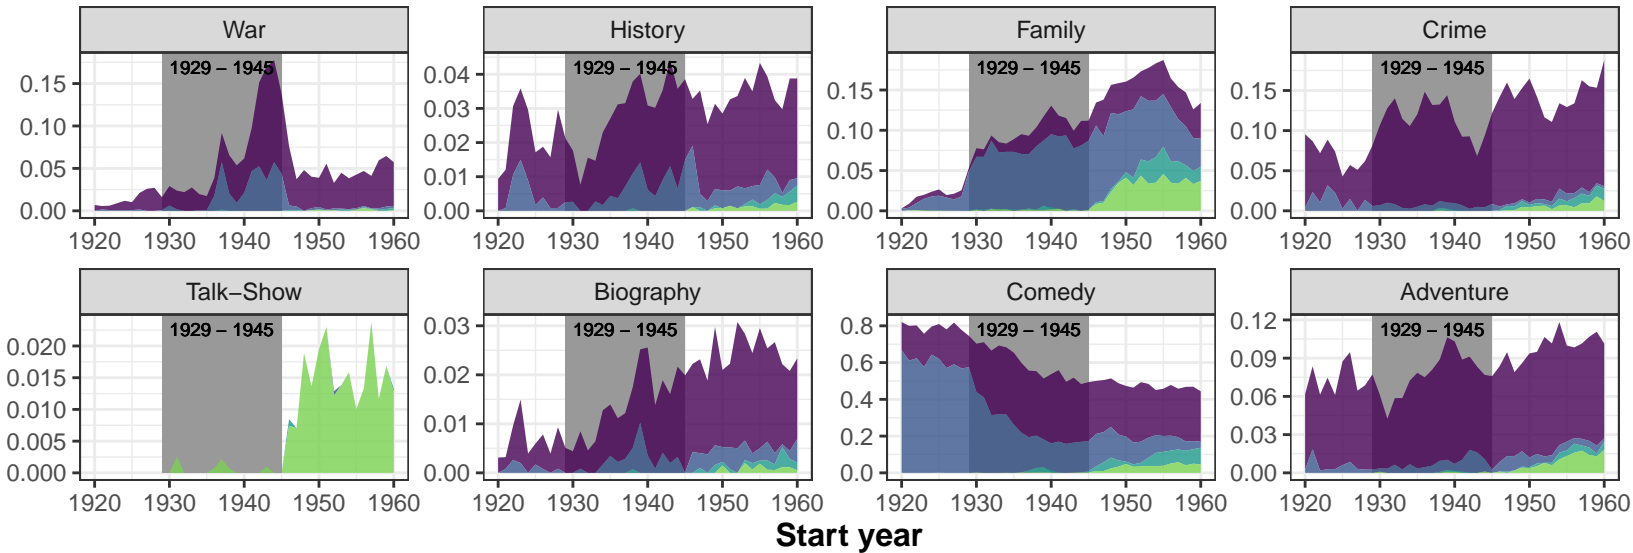 War History Family Crime
1929 – 1945 1929 – 1945 1929 – 1945 1929 – 1945
0.15 0.04 0.15 0.15
0.10 0.03 0.10 0.10
0.05 0.02 0.05 0.05
0.01
0.00 0.00 0.00 0.00
1920 1930 1940 1950 1960 1920 1930 1940 1950 1960 1920 1930 1940 1950 1960 1920 1930 1940 1950 1960
Talk–Show Biography Comedy Adventure
1929 – 1945 1929 – 1945 1929 – 1945 1929 – 1945
0.020 0.03 0.8 0.12
0.015 0.02 0.6 0.09
0.010 0.4 0.06
0.005 0.01 0.2 0.03
0.000 0.00 0.0 0.00
1920 1930 1940 1950 1960 1920 1930 1940 1950 1960 1920 1930 1940 1950 1960 1920 1930 1940 1950 1960
Start year